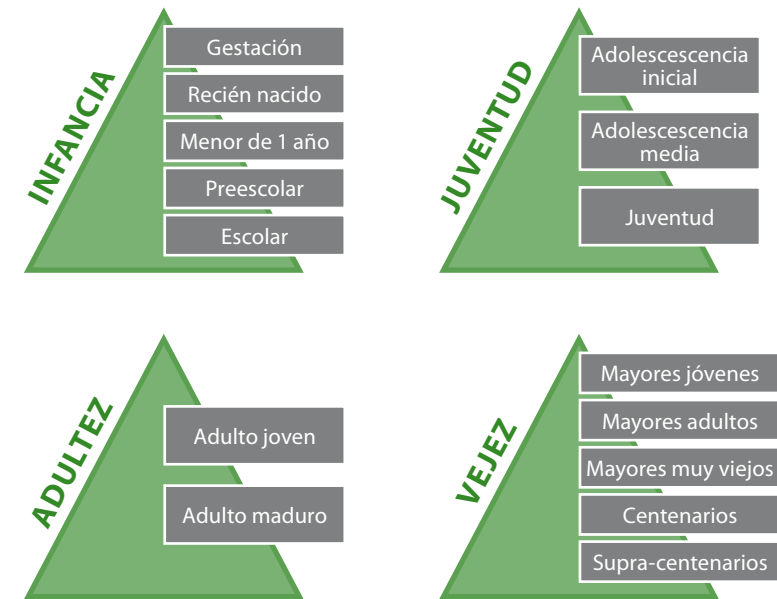 INFANCIA
Gestación
Recién nacido
Menor de 1 año
Preescolar
Escolar
JUVENTUD
Adolescescencia
inicial
Adolescescencia
media
Juventud
ADULTEZ
Adulto joven
Adulto maduro
VEJEZ
Mayores jóvenes
Mayores adultos
Mayores muy viejos
Centenarios
Supra-centenarios